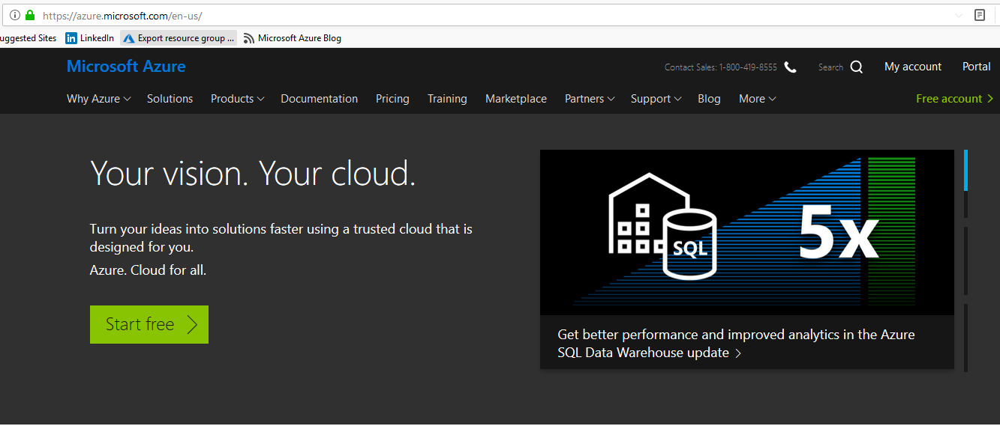 https://azure.microsoft.com/en-us/
uggested Sites LinkedIn Export resource group ... Microsoft Azure Blog
Microsoft Azure
Contact Sales: 1-800-419-8555 Search My account Portal
Why Azure Solutions Products Documentation Pricing Training Marketplace Partners Support Blog More Free account
Your vision. Your cloud.
Turn your ideas into solutions faster using a trusted cloud that is
designed for you.
Azure. Cloud for all.
Start free
SQL
5x
Get better performance and improved analytics in the Azure
SQL Data Warehouse update